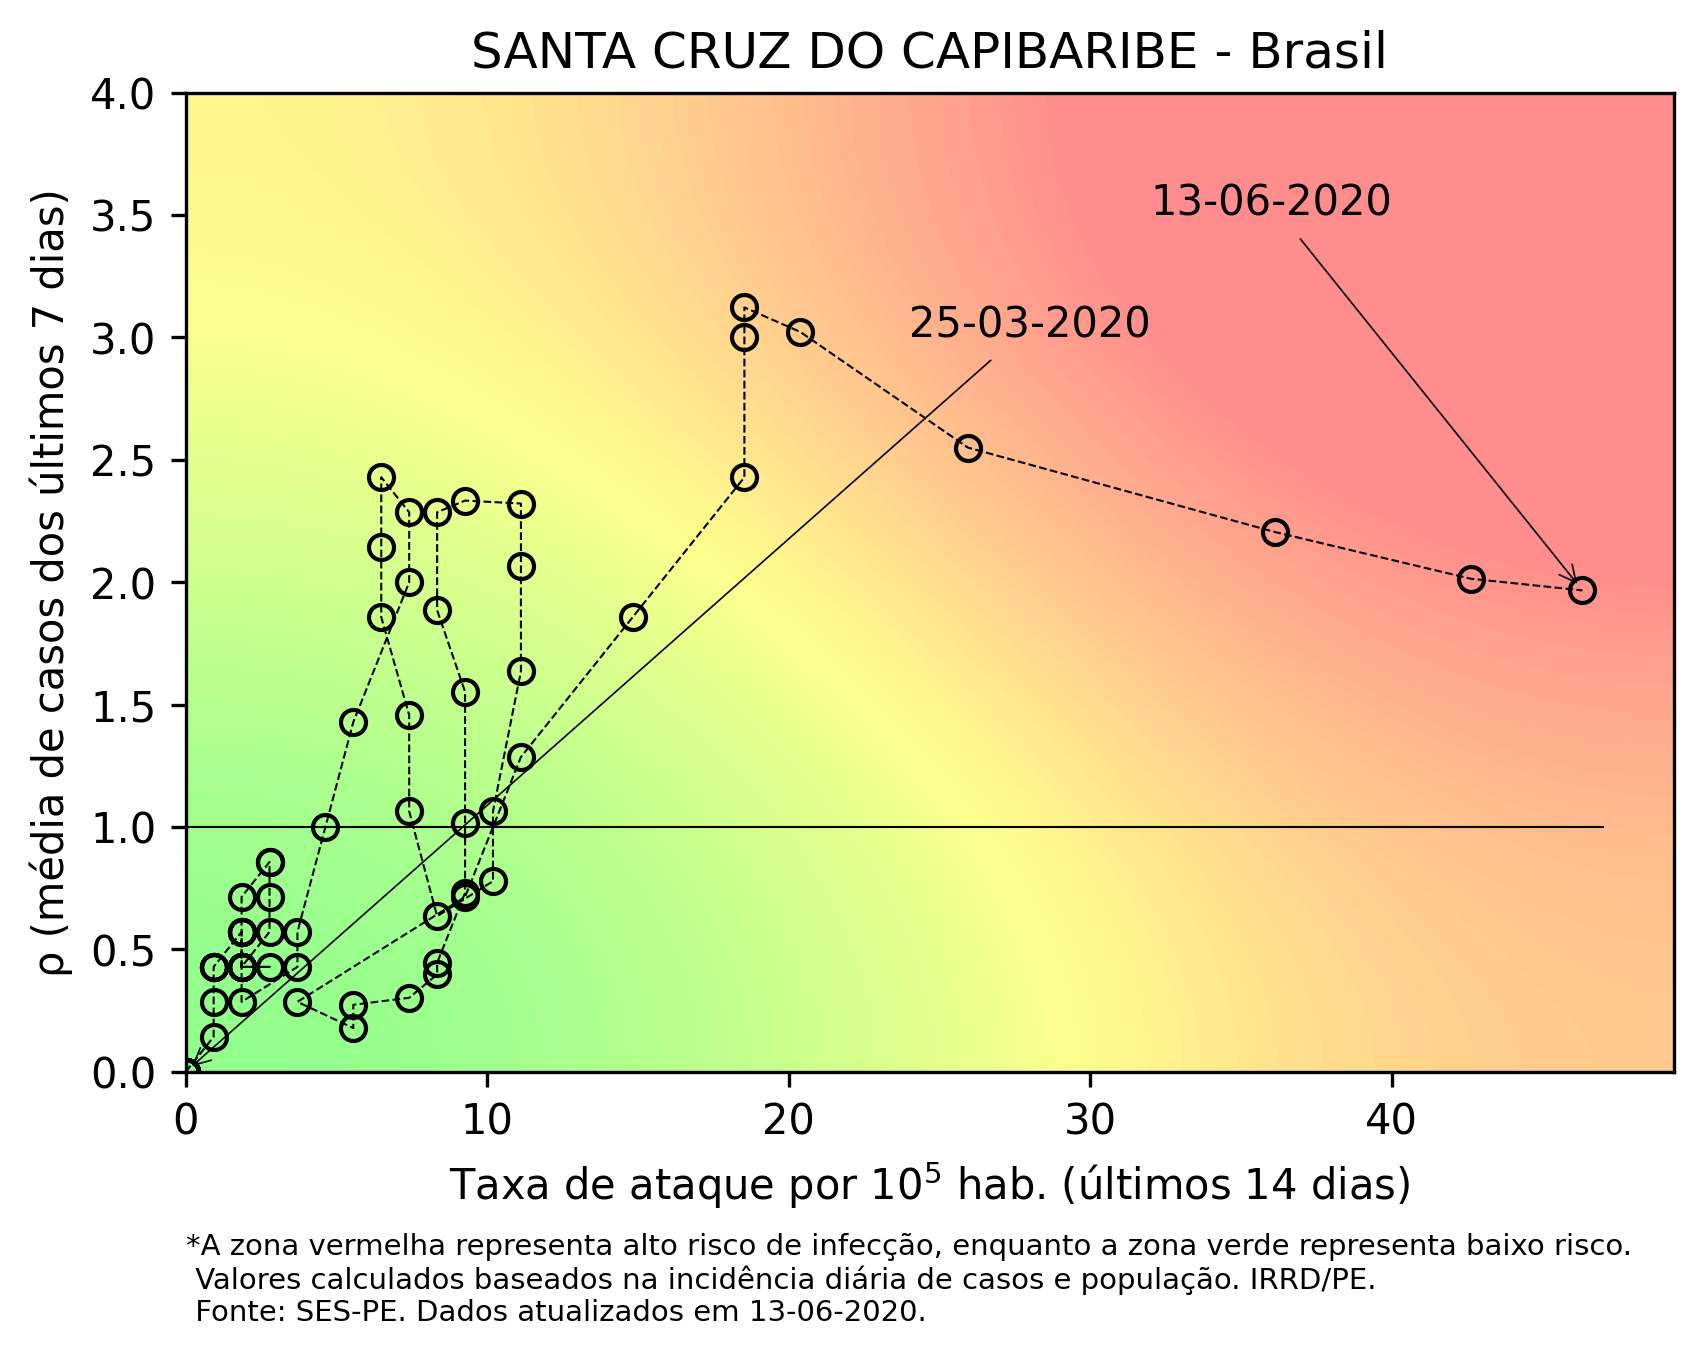 SANTA CRUZ DO CAPIBARIBE - Brasil
4.0
3.5
3.0
2.5
2.0
1.5
1.0
0.5
0.0
ρ (média de casos dos últimos 7 dias)
13-06-2020
25-03-2020
0 10 20 30 40
Taxa de ataque por 10⁵ hab. (últimos 14 dias)
*A zona vermelha representa alto risco de infecção, enquanto a zona verde representa baixo risco.
Valores calculados baseados na incidência diária de casos e população. IRRD/PE.
Fonte: SES-PE. Dados atualizados em 13-06-2020.